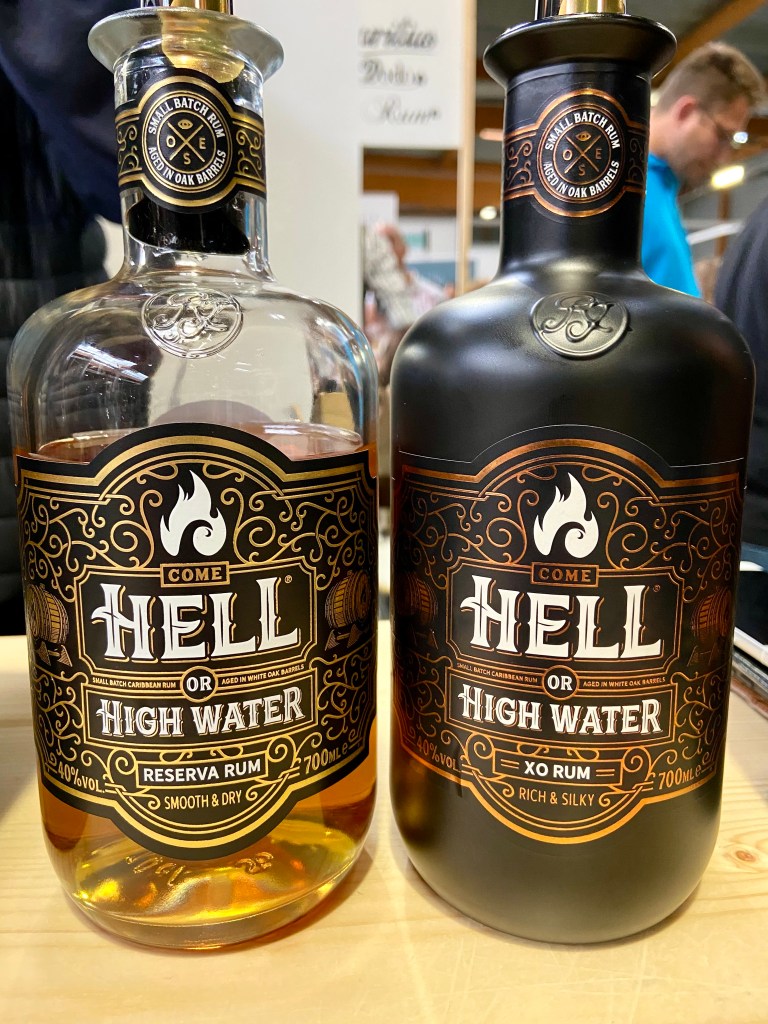 SMALL BATCH RUM
O E S
AGED IN OAK BARRELS
COME
HELL®
SMALL BATCH CARIBBEAN RUM OR AGED IN WHITE OAK BARRELS
HIGH WATER
RESERVA RUM
40%VOL. 700ML e
SMOOTH & DRY
SMALL BATCH RUM
O E S
AGED IN OAK BARRELS
COME
HELL®
SMALL BATCH CARIBBEAN RUM OR AGED IN WHITE OAK BARRELS
HIGH WATER
XO RUM
40%VOL. 700ML e
RICH & SILKY